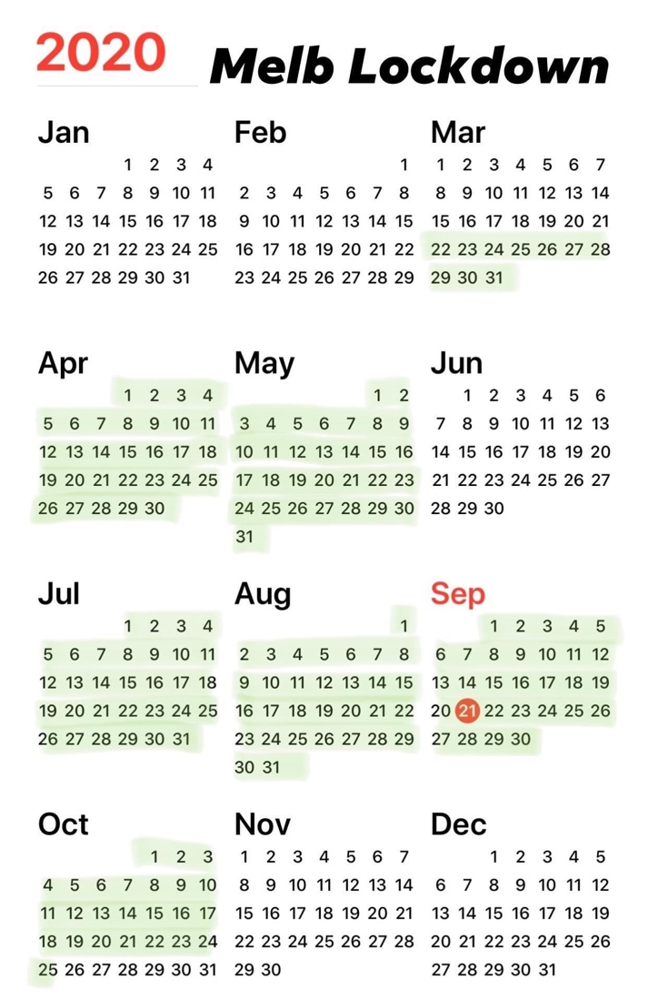 2020 Melb Lockdown
Jan Feb Mar
1 2 3 4 1 1 2 3 4 5 6 7
5 6 7 8 9 10 11 2 3 4 5 6 7 8 8 9 10 11 12 13 14
12 13 14 15 16 17 18 9 10 11 12 13 14 15 15 16 17 18 19 20 21
19 20 21 22 23 24 25 16 17 18 19 20 21 22 22 23 24 25 26 27 28
26 27 28 29 30 31 23 24 25 26 27 28 29 29 30 31
Apr May Jun
1 2 3 4 1 2 1 2 3 4 5 6
5 6 7 8 9 10 11 3 4 5 6 7 8 9 7 8 9 10 11 12 13
12 13 14 15 16 17 18 10 11 12 13 14 15 16 14 15 16 17 18 19 20
19 20 21 22 23 24 25 17 18 19 20 21 22 23 21 22 23 24 25 26 27
26 27 28 29 30 24 25 26 27 28 29 30 28 29 30
31
Jul Aug Sep
1 2 3 4 1 1 2 3 4 5
5 6 7 8 9 10 11 2 3 4 5 6 7 8 6 7 8 9 10 11 12
12 13 14 15 16 17 18 9 10 11 12 13 14 15 13 14 15 16 17 18 19
19 20 21 22 23 24 25 16 17 18 19 20 21 22 20 21 22 23 24 25 26
26 27 28 29 30 31 23 24 25 26 27 28 29 27 28 29 30
30 31
Oct Nov Dec
1 2 3 1 2 3 4 5 6 7 1 2 3 4 5
4 5 6 7 8 9 10 8 9 10 11 12 13 14 6 7 8 9 10 11 12
11 12 13 14 15 16 17 15 16 17 18 19 20 21 13 14 15 16 17 18 19
18 19 20 21 22 23 24 22 23 24 25 26 27 28 20 21 22 23 24 25 26
25 26 27 28 29 30 31 29 30 27 28 29 30 31